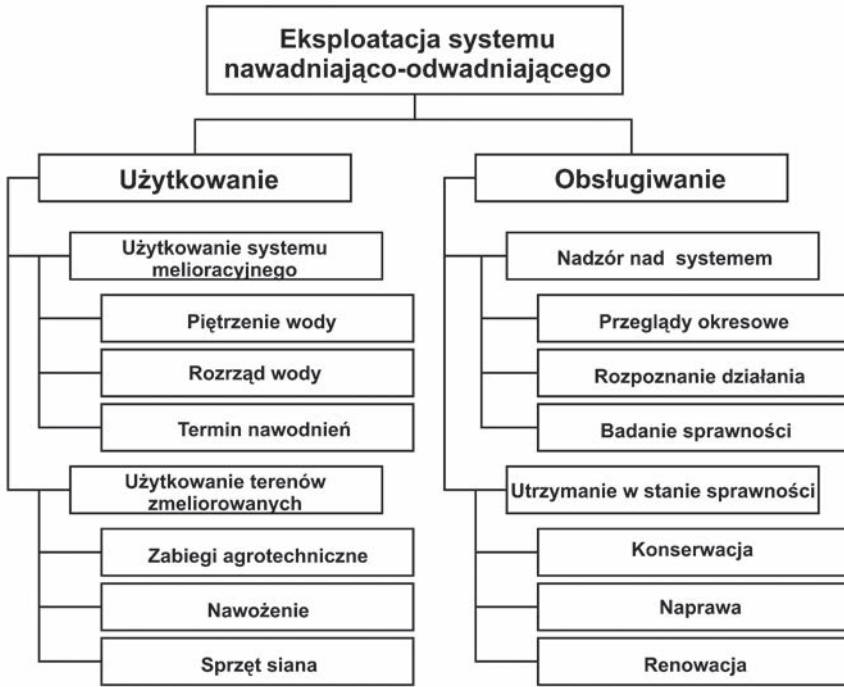 Eksploatacja systemu
nawadniająco-odwadniającego
Użytkowanie
Użytkowanie systemu
melioracyjnego
Piętrzenie wody
Rozrząd wody
Termin nawodnień
Użytkowanie terenów
zmeliorowanych
Zabiegi agrotechniczne
Nawożenie
Sprzęt siana
Obsługiwanie
Nadzór nad systemem
Przeglądy okresowe
Rozpoznanie działania
Badanie sprawności
Utrzymanie w stanie sprawności
Konserwacja
Naprawa
Renowacja